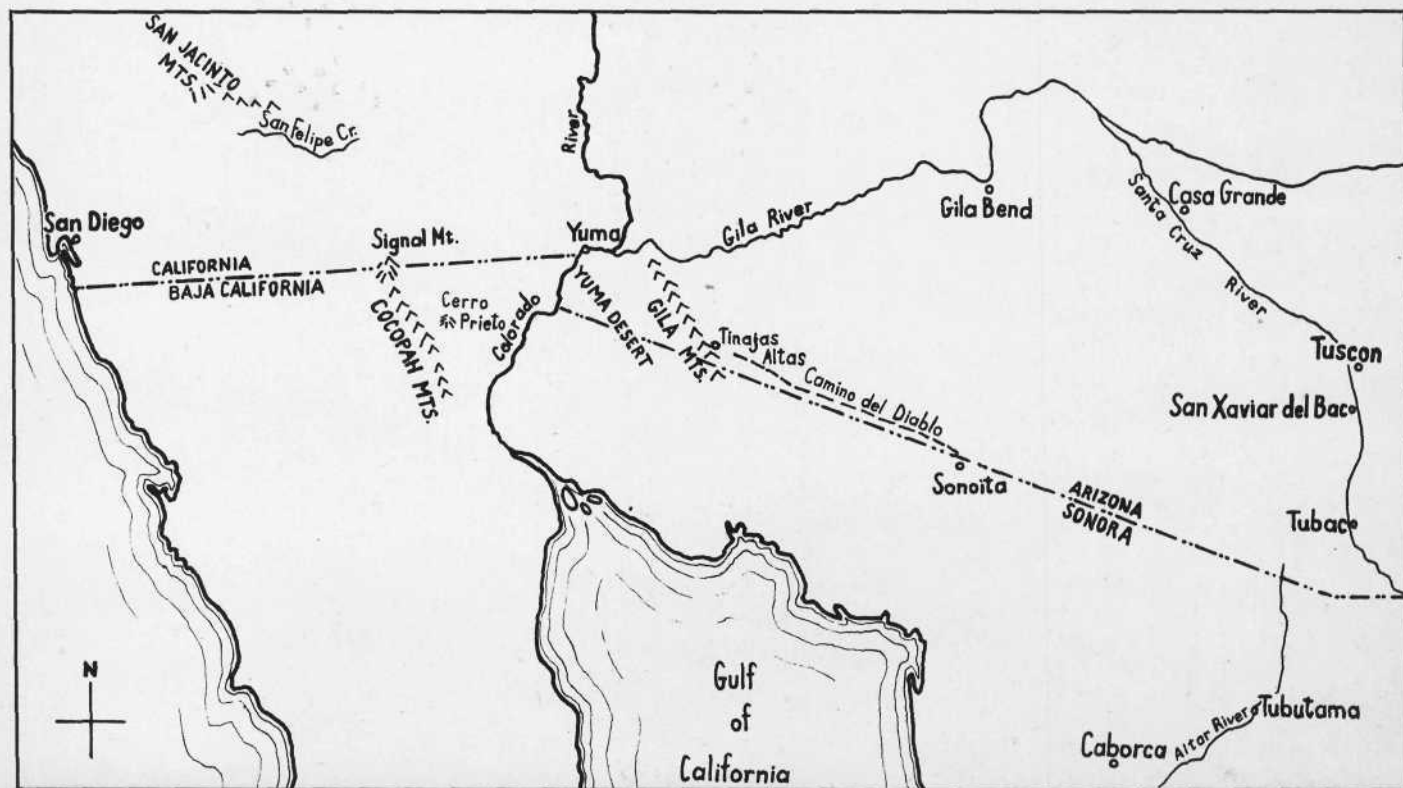 SAN JACINTO
MTS.
San Felipe Cr.
River
San Diego
Signal Mt.
Yuma
Gila River
Gila Bend
Casa Grande
Santa Cruz River
CALIFORNIA
BAJA CALIFORNIA
Cerro
Prieto
COCOPAH MTS.
Colorado
YUMA DESERT
GILA MTS.
Tinajas
Altas
Camino del Diablo
Tuscon
San Xaviar del Bac
Sonoita
ARIZONA
SONORA
Tubac
N
Gulf
of
California
Tubutama
Altar River
Caborca